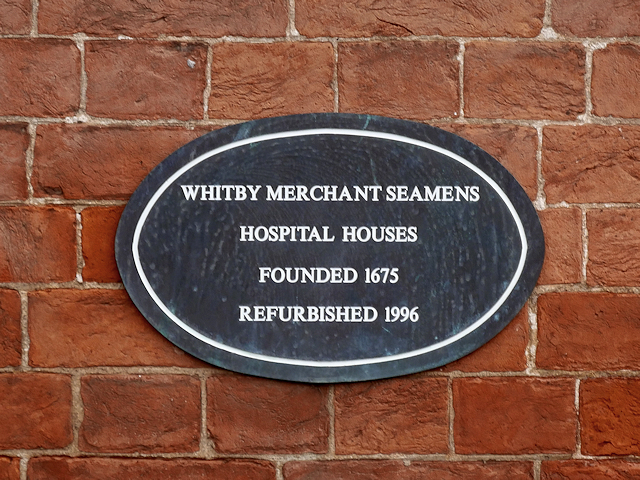 WHITBY MERCHANT SEAMENS
HOSPITAL HOUSES
FOUNDED 1675
REFURBISHED 1996